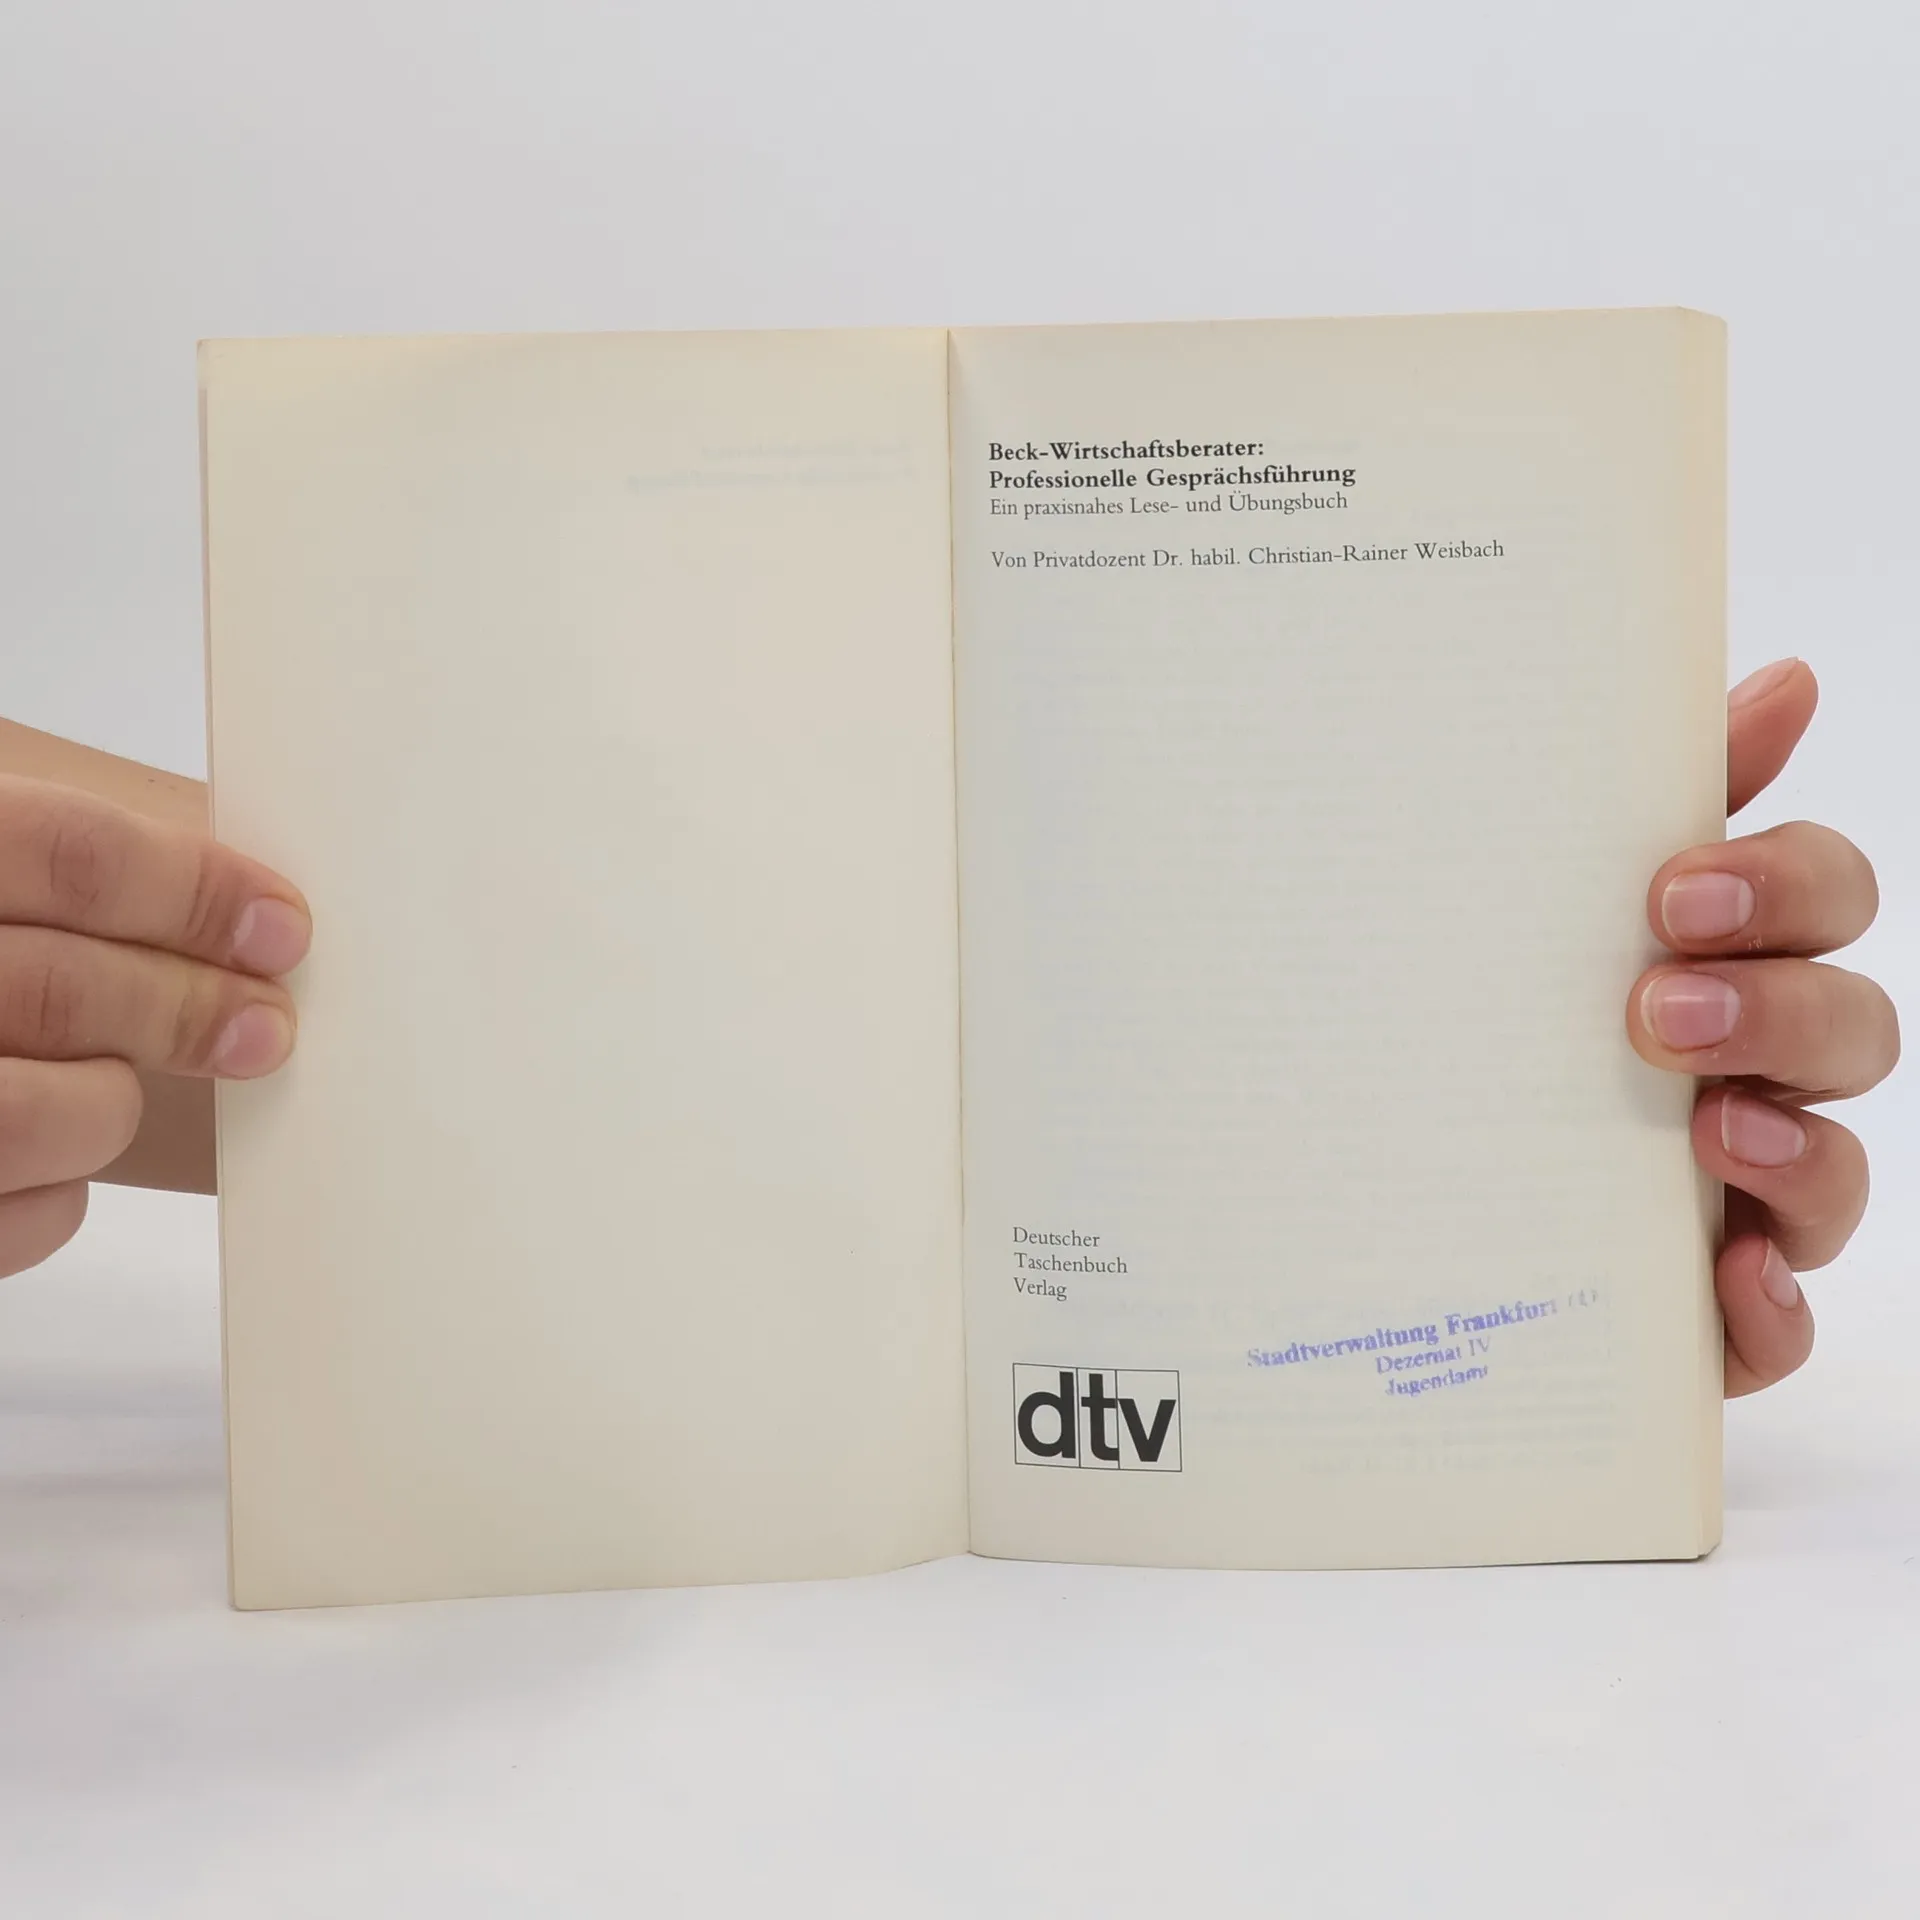 Beck-Wirtschaftsberater:
Professionelle Gesprächsführung
Ein praxisnahes Lese- und Übungsbuch
Von Privatdozent Dr. habil. Christian-Rainer Weisbach
Deutscher
Taschenbuch
Verlag
dtv
Stadtverwaltung Frankfurt
Dezernat IV
Jugendamt